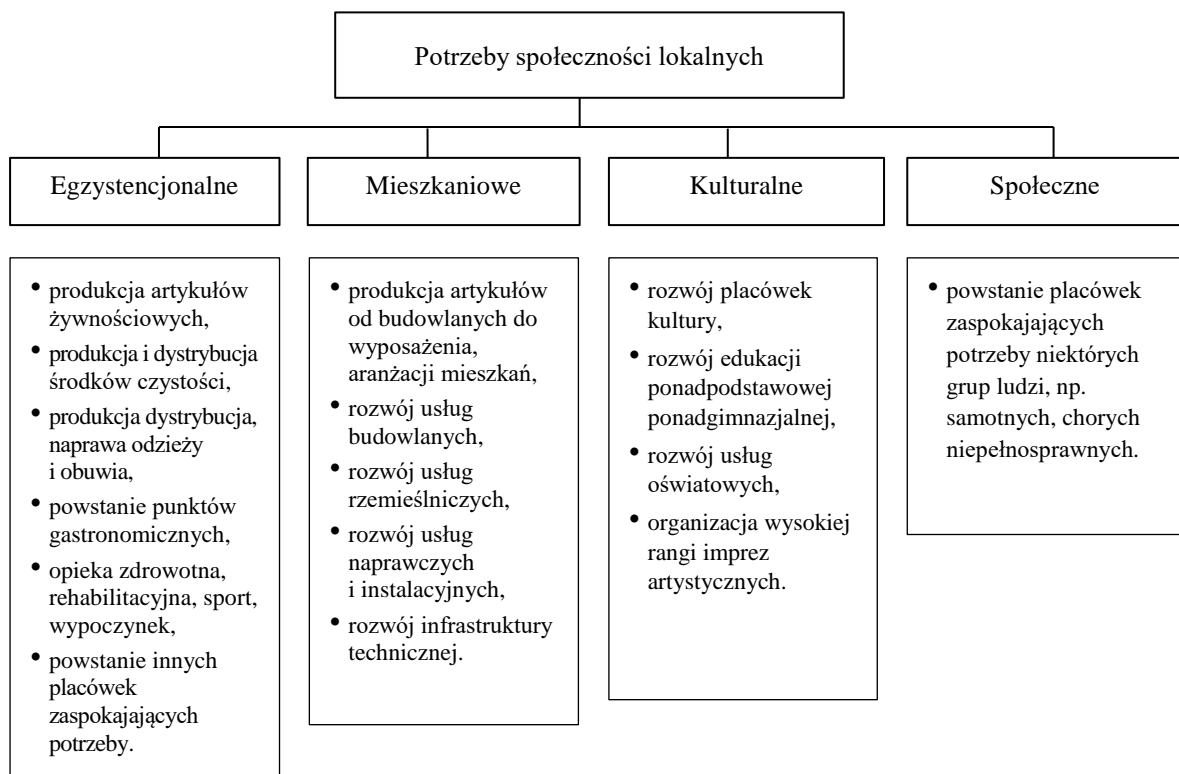 Potrzeby społeczności lokalnych
Egzystencjonalne
Mieszkaniowe
Kulturalne
Społeczne
• produkcja artykułów
żywnościowych,
• produkcja i dystrybucja
środków czystości,
• produkcja dystrybucja,
naprawa odzieży
i obuwia,
• powstanie punktów
gastronomicznych,
• opieka zdrowotna,
rehabilitacyjna, sport,
wypoczynek,
• powstanie innych
placówek
zaspokajających
potrzeby.
• produkcja artykułów
od budowlanych do
wyposażenia,
aranżacji mieszkań,
• rozwój usług
budowlanych,
• rozwój usług
rzemieślniczych,
• rozwój usług
naprawczych
i instalacyjnych,
• rozwój infrastruktury
technicznej.
• rozwój placówek
kultury,
• rozwój edukacji
ponadpodstawowej
ponadgimnazjalnej,
• rozwój usług
oświatowych,
• organizacja wysokiej
rangi imprez
artystycznych.
• powstanie placówek
zaspokajających
potrzeby niektórych
grup ludzi, np.
samotnych, chorych
niepełnosprawnych.